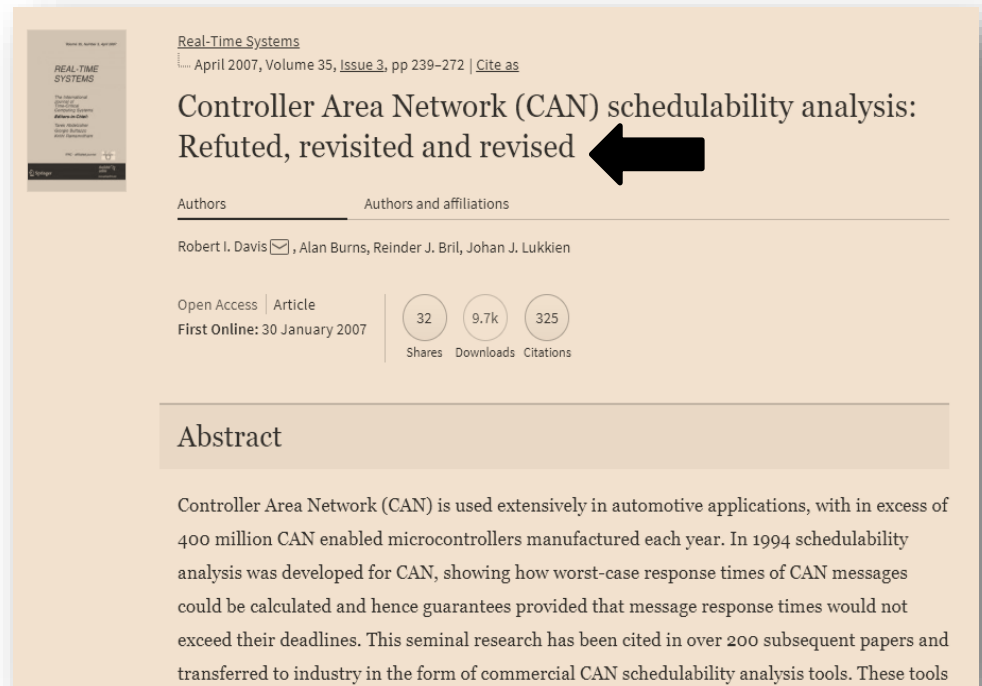 REAL-TIME
SYSTEMS
Springer
Real-Time Systems
April 2007, Volume 35, Issue 3, pp 239–272 | Cite as
Controller Area Network (CAN) schedulability analysis:
Refuted, revisited and revised
Authors Authors and affiliations
Robert I. Davis , Alan Burns, Reinder J. Bril, Johan J. Lukkien
Open Access Article
First Online: 30 January 2007
32 9.7k 325
Shares Downloads Citations
Abstract
Controller Area Network (CAN) is used extensively in automotive applications, with in excess of
400 million CAN enabled microcontrollers manufactured each year. In 1994 schedulability
analysis was developed for CAN, showing how worst-case response times of CAN messages
could be calculated and hence guarantees provided that message response times would not
exceed their deadlines. This seminal research has been cited in over 200 subsequent papers and
transferred to industry in the form of commercial CAN schedulability analysis tools. These tools